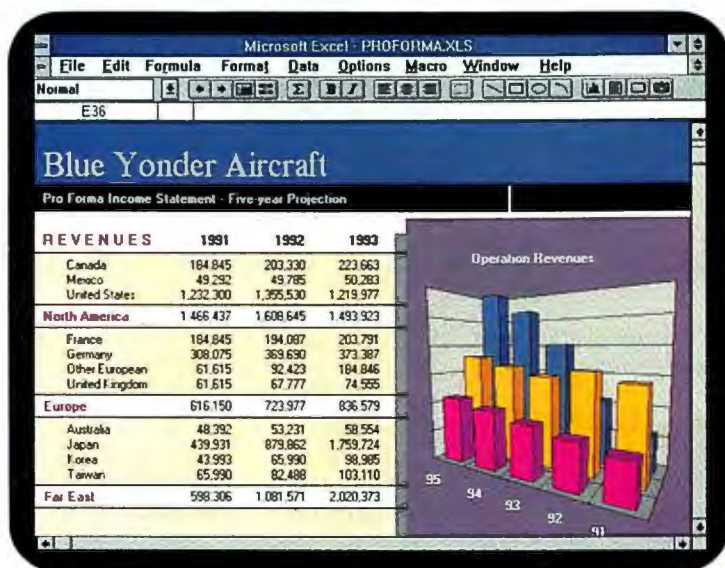 Microsoft Excel - PROFORMA.XLS
File Edit Formula Format Data Options Macro Window Help
Normal Σ B I
E36
Blue Yonder Aircraft
Pro Forma Income Statement - Five-year Projection
REVENUES 1991 1992 1993
Canada 184,845 203,330 223,663
Mexico 49,292 49,785 50,283
United States 1,232,300 1,355,530 1,219,977
North America 1 466 437 1 608,645 1 493 923
France 184,845 194,087 203,791
Germany 308,075 369,690 373,387
Other European 61,615 92,423 184,846
United Kingdom 61,615 67,777 74,555
Europe 616,150 723,977 836,579
Australia 48,392 53,231 58,554
Japan 439,931 879,862 1,759,724
Korea 43,993 65,990 98,985
Taiwan 65,990 82,488 103,110
Far East 598,306 1,081,571 2,020,373
Operation Revenues
95 94 93 92 91